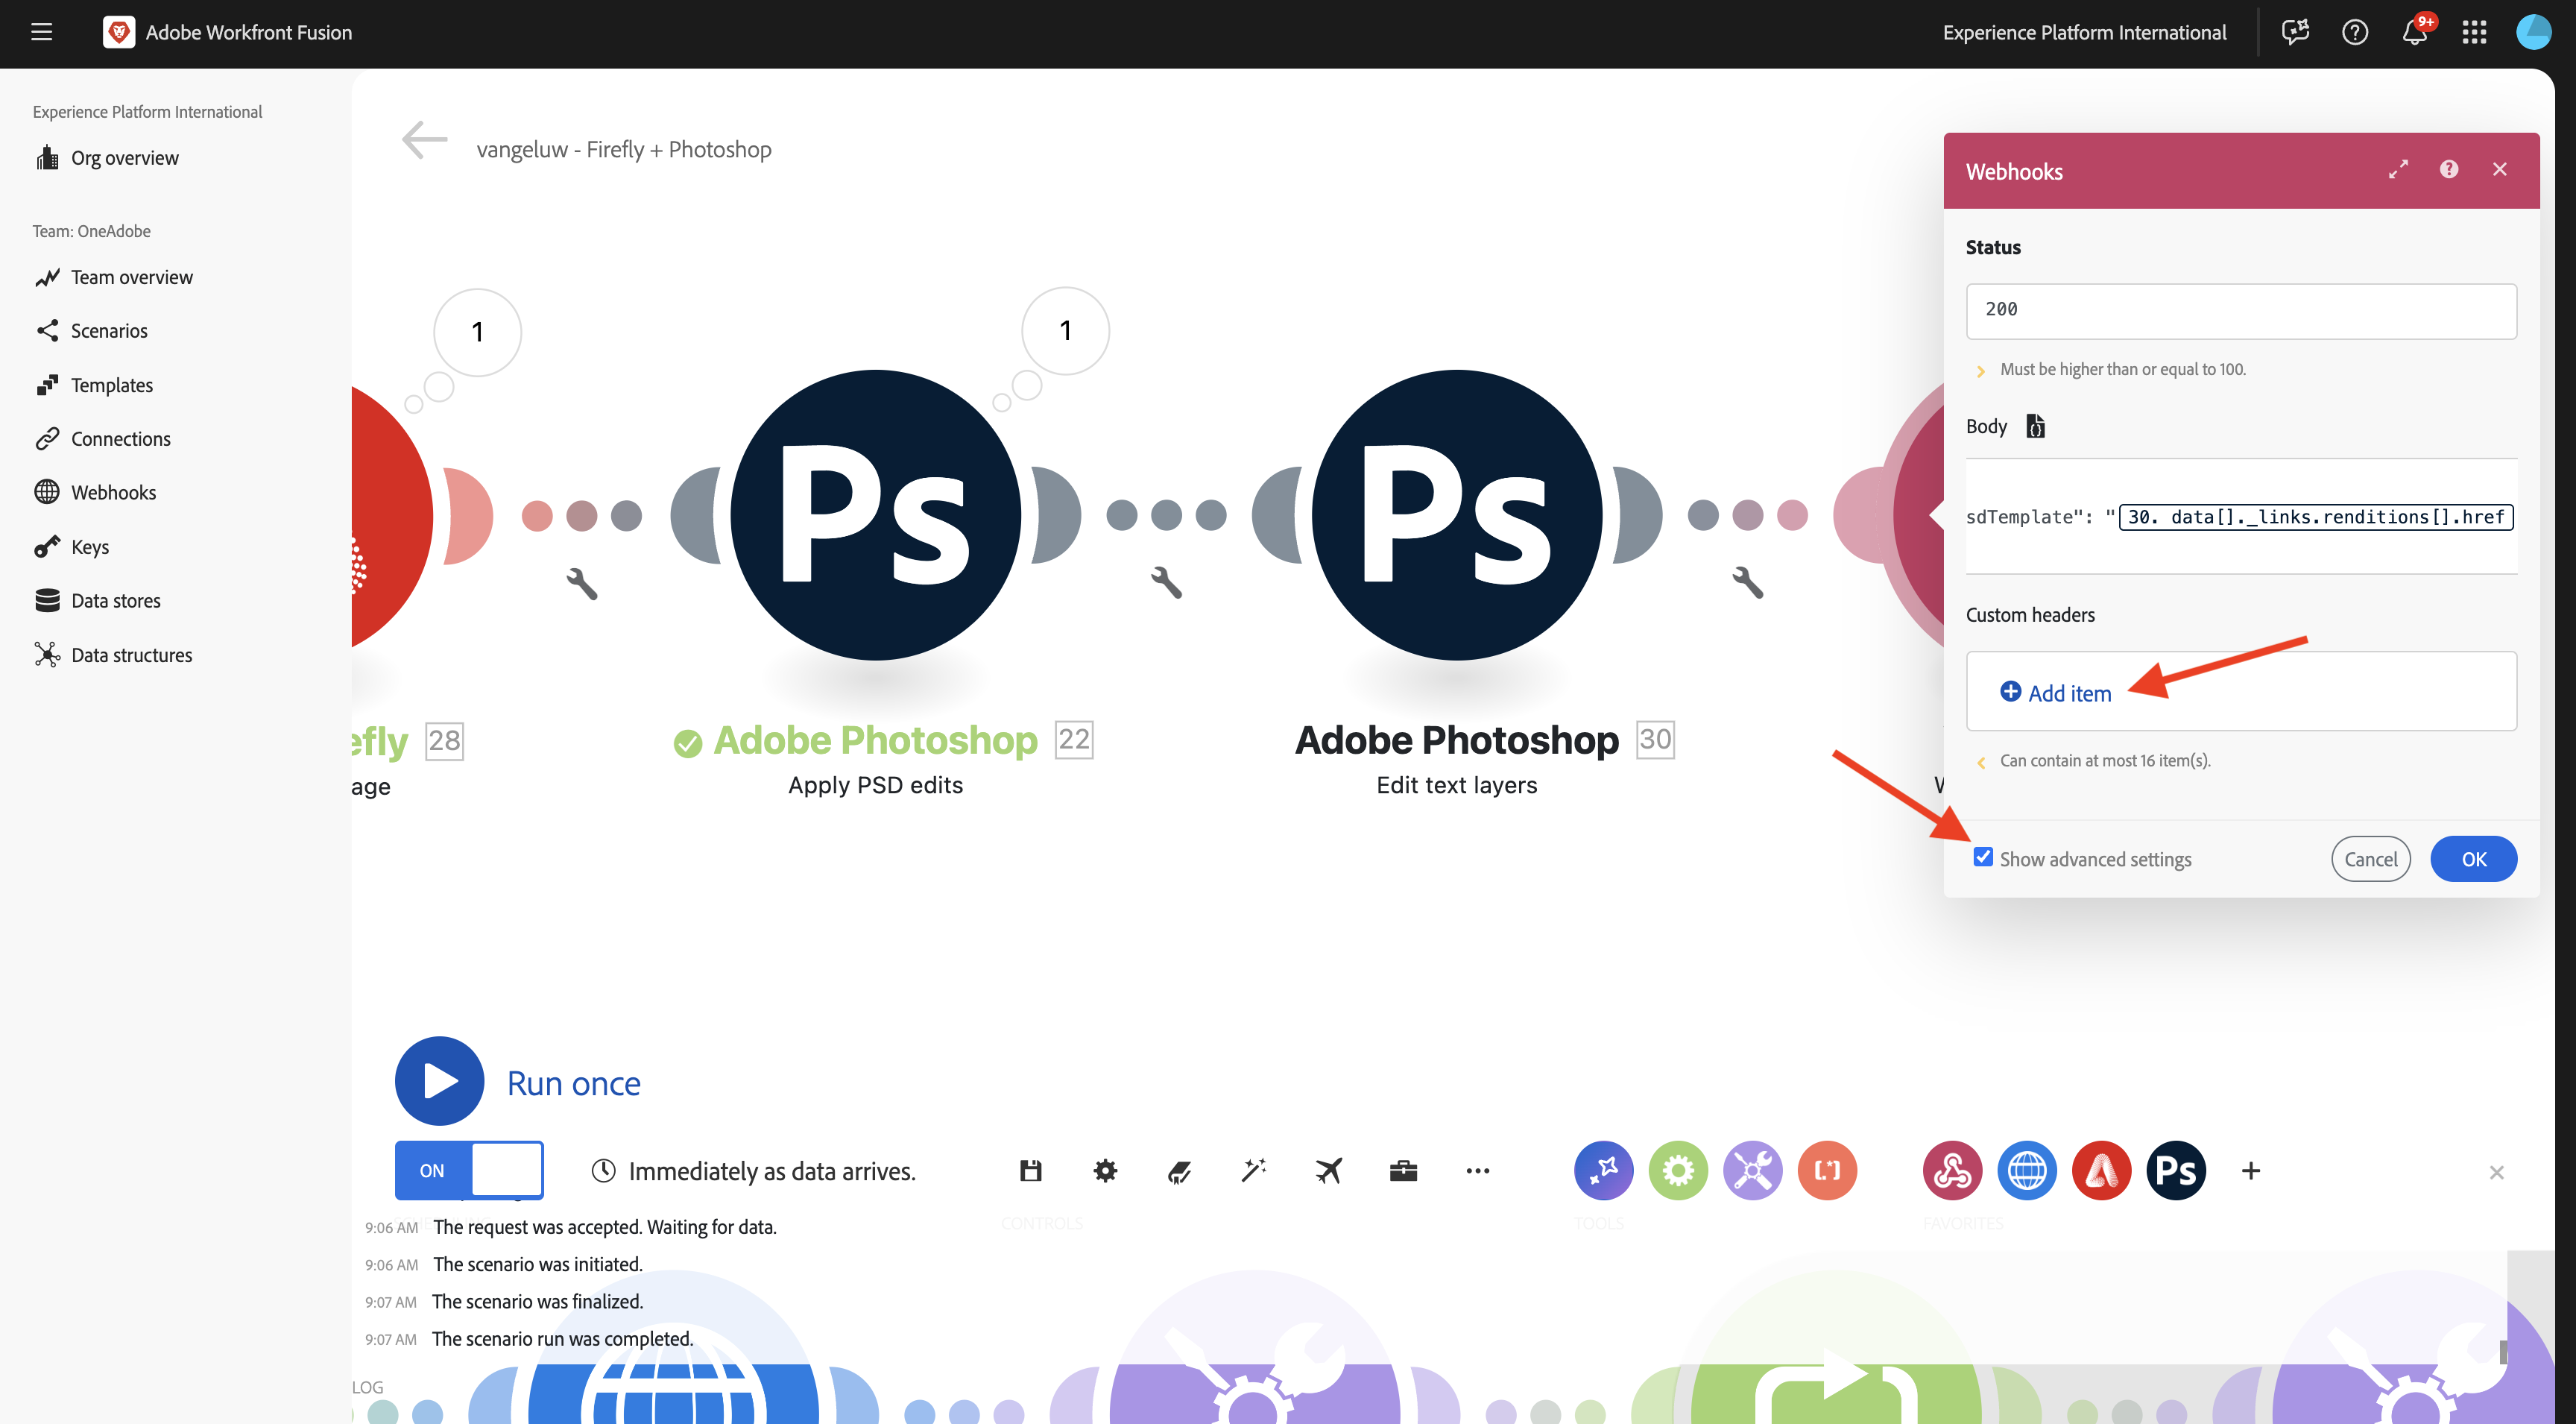 Adobe Workfront Fusion
Experience Platform International
9+
Experience Platform International
Org overview
Team: OneAdobe
Team overview
Scenarios
Templates
Connections
Webhooks
Keys
Data stores
Data structures
vangeluw - Firefly + Photoshop
1
1
Ps
Ps
efly 28
age
Adobe Photoshop 22
Apply PSD edits
Adobe Photoshop 30
Edit text layers
Webhooks
Status
200
Must be higher than or equal to 100.
Body
sdTemplate": " 30. data[]._links.renditions[].href
Custom headers
Add item
Can contain at most 16 item(s).
Show advanced settings
Cancel
OK
Run once
ON
Immediately as data arrives.
Ps
CONTROLS
TOOLS
FAVORITES
9:06 AM The request was accepted. Waiting for data.
9:06 AM The scenario was initiated.
9:07 AM The scenario was finalized.
9:07 AM The scenario run was completed.
LOG